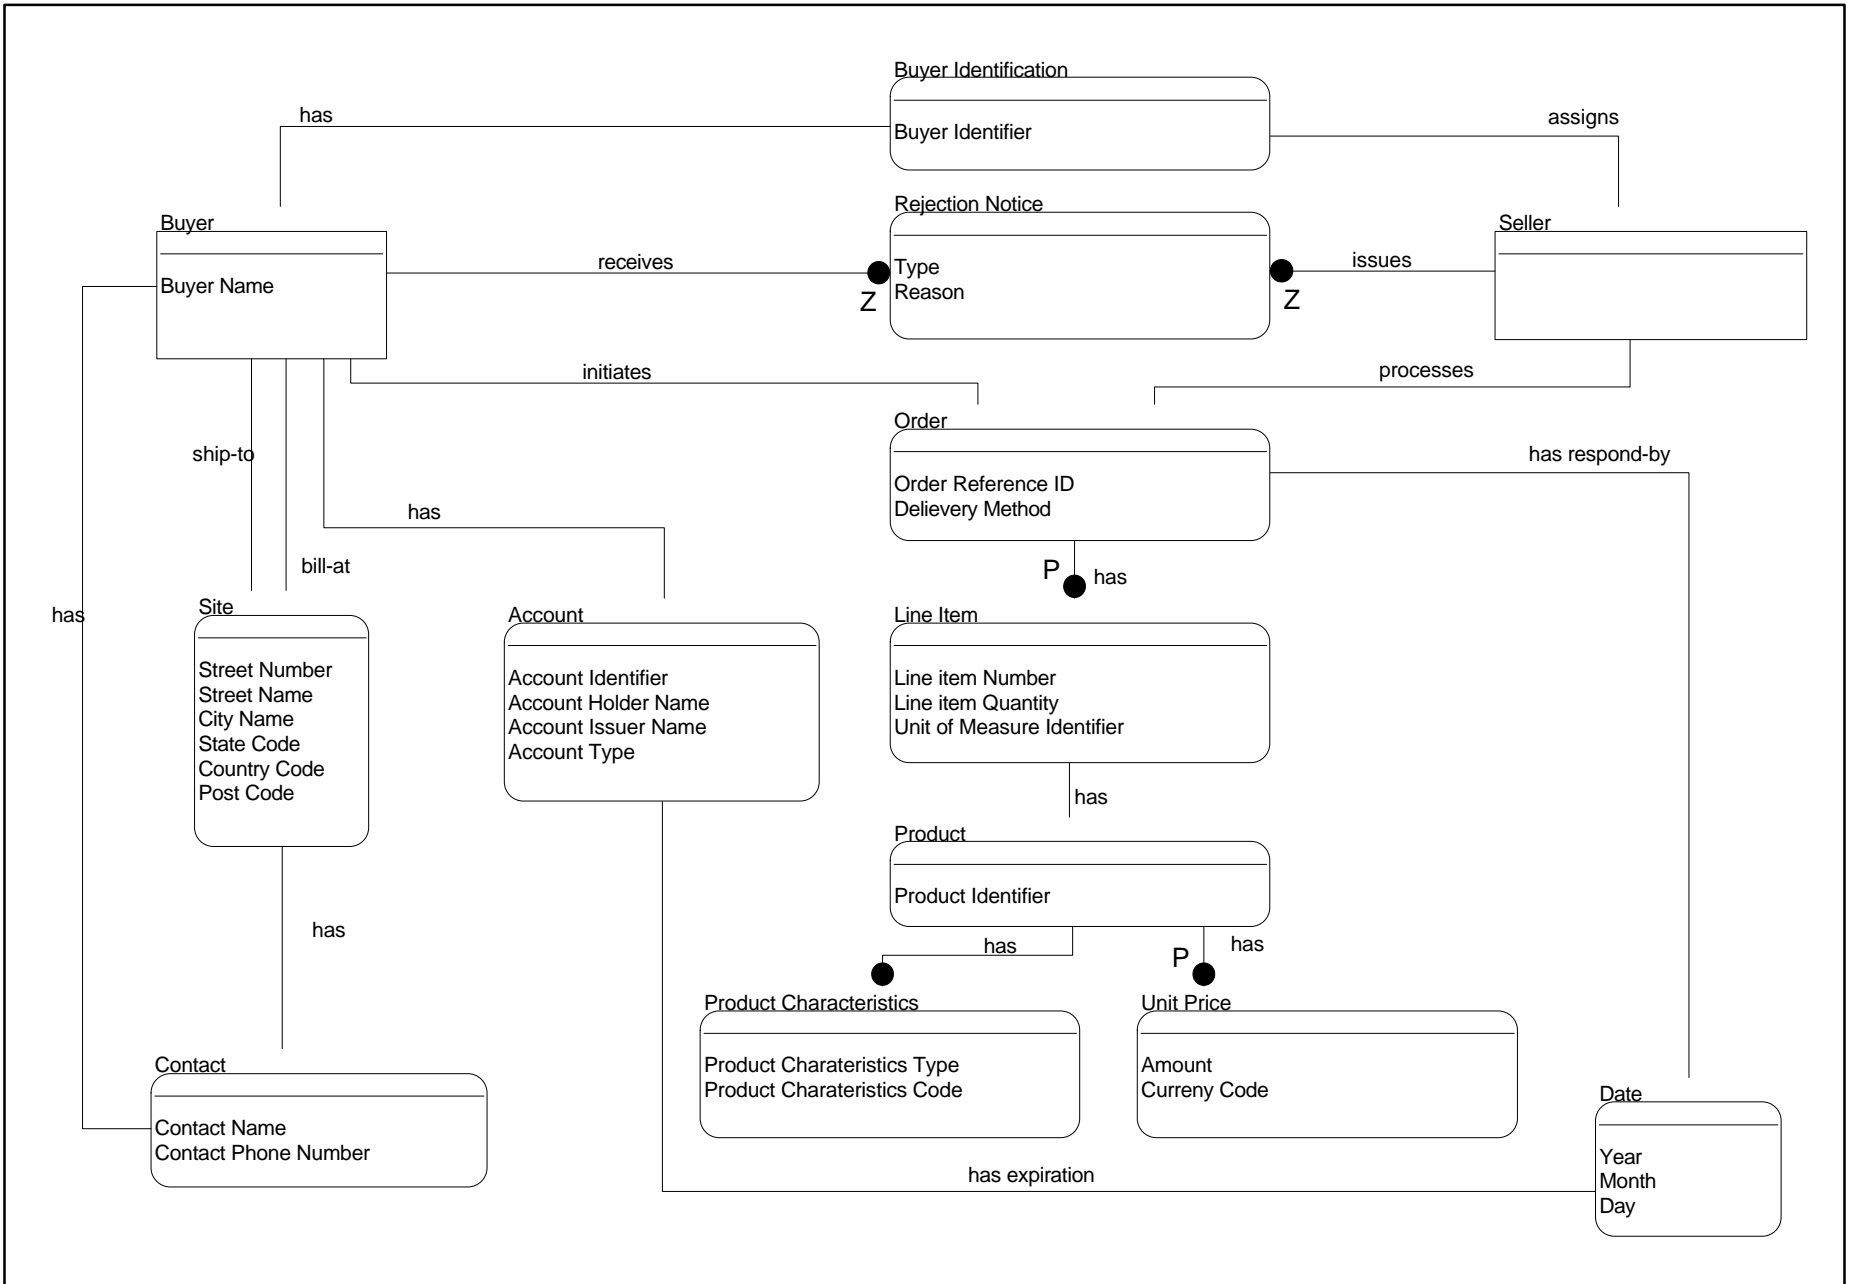 Buyer Identification
Buyer Identifier
has
assigns
Rejection Notice
Type
Reason
Buyer
Buyer Name
receives
Z
issues
Z
Seller
initiates
processes
Order
Order Reference ID
Delievery Method
has respond-by
ship-to
has
bill-at
P
has
has
Site
Street Number
Street Name
City Name
State Code
Country Code
Post Code
Account
Account Identifier
Account Holder Name
Account Issuer Name
Account Type
Line Item
Line item Number
Line item Quantity
Unit of Measure Identifier
has
Product
Product Identifier
has
has
P
has
Product Characteristics
Product Charateristics Type
Product Charateristics Code
Unit Price
Amount
Curreny Code
Contact
Contact Name
Contact Phone Number
has expiration
Date
Year
Month
Day